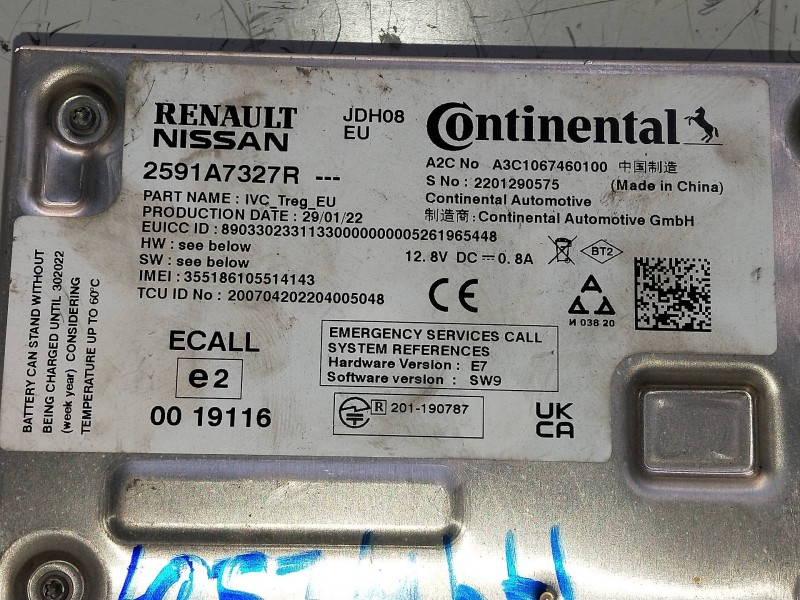 RENAULT
NISSAN
JDH08
EU
Continental
2591A7327R ---
A2C No A3C1067460100 中国制造
S No : 2201290575 (Made in China)
Continental Automotive
制造商: Continental Automotive GmbH
PART NAME : IVC_Treg_EU
PRODUCTION DATE : 29/01/22
EUICC ID : 89033023311330000000005261965448
HW : see below
SW : see below
IMEI : 355186105514143
TCU ID No : 200704202204005048
12.8V DC 0.8A
BT2
И 038 20
BATTERY CAN STAND WITHOUT
BEING CHARGED UNTIL 302022
(week year) CONSIDERING
TEMPERATURE UP TO 60°C
ECALL
e2
00 19116
CE
EMERGENCY SERVICES CALL
SYSTEM REFERENCES
Hardware Version : E7
Software version : SW9
R 201-190787
UK
CA